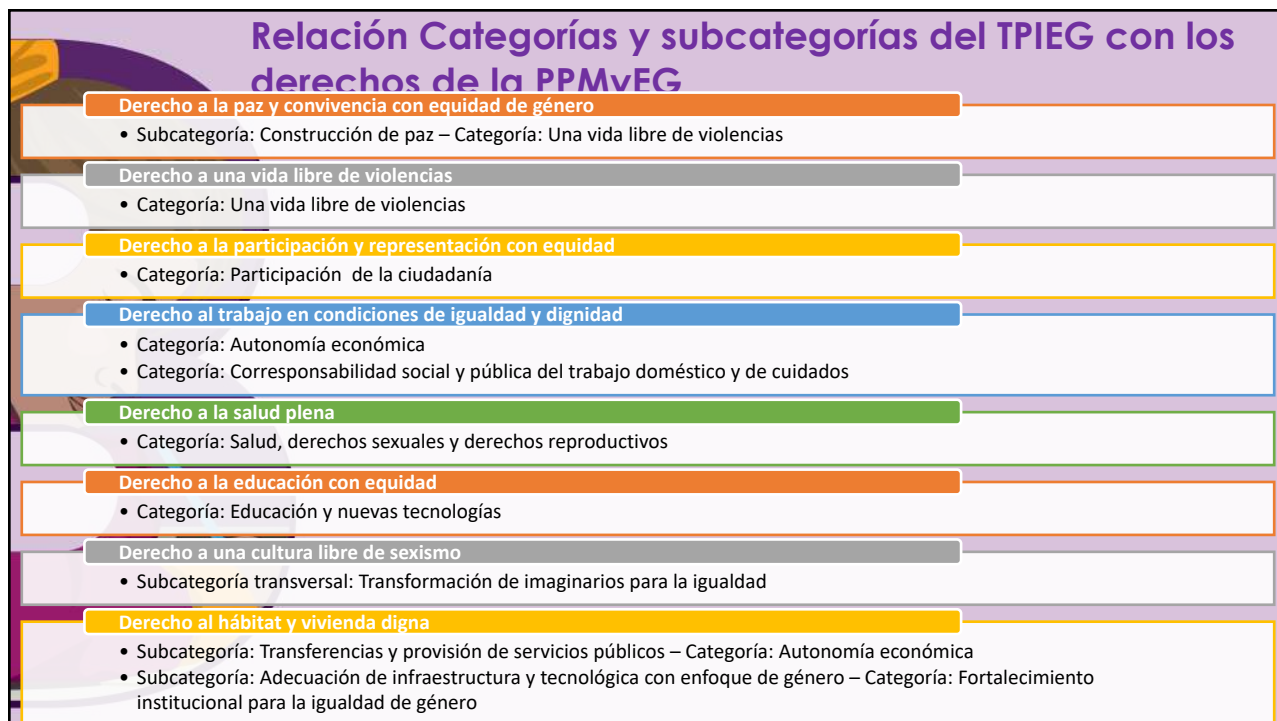 Relación Categorías y subcategorías del TPIEG con los
derechos de la PPMyEG
Derecho a la paz y convivencia con equidad de género
• Subcategoría: Construcción de paz – Categoría: Una vida libre de violencias
Derecho a una vida libre de violencias
• Categoría: Una vida libre de violencias
Derecho a la participación y representación con equidad
• Categoría: Participación de la ciudadanía
Derecho al trabajo en condiciones de igualdad y dignidad
• Categoría: Autonomía económica
• Categoría: Corresponsabilidad social y pública del trabajo doméstico y de cuidados
Derecho a la salud plena
• Categoría: Salud, derechos sexuales y derechos reproductivos
Derecho a la educación con equidad
• Categoría: Educación y nuevas tecnologías
Derecho a una cultura libre de sexismo
• Subcategoría transversal: Transformación de imaginarios para la igualdad
Derecho al hábitat y vivienda digna
• Subcategoría: Transferencias y provisión de servicios públicos – Categoría: Autonomía económica
• Subcategoría: Adecuación de infraestructura y tecnológica con enfoque de género – Categoría: Fortalecimiento
institucional para la igualdad de género